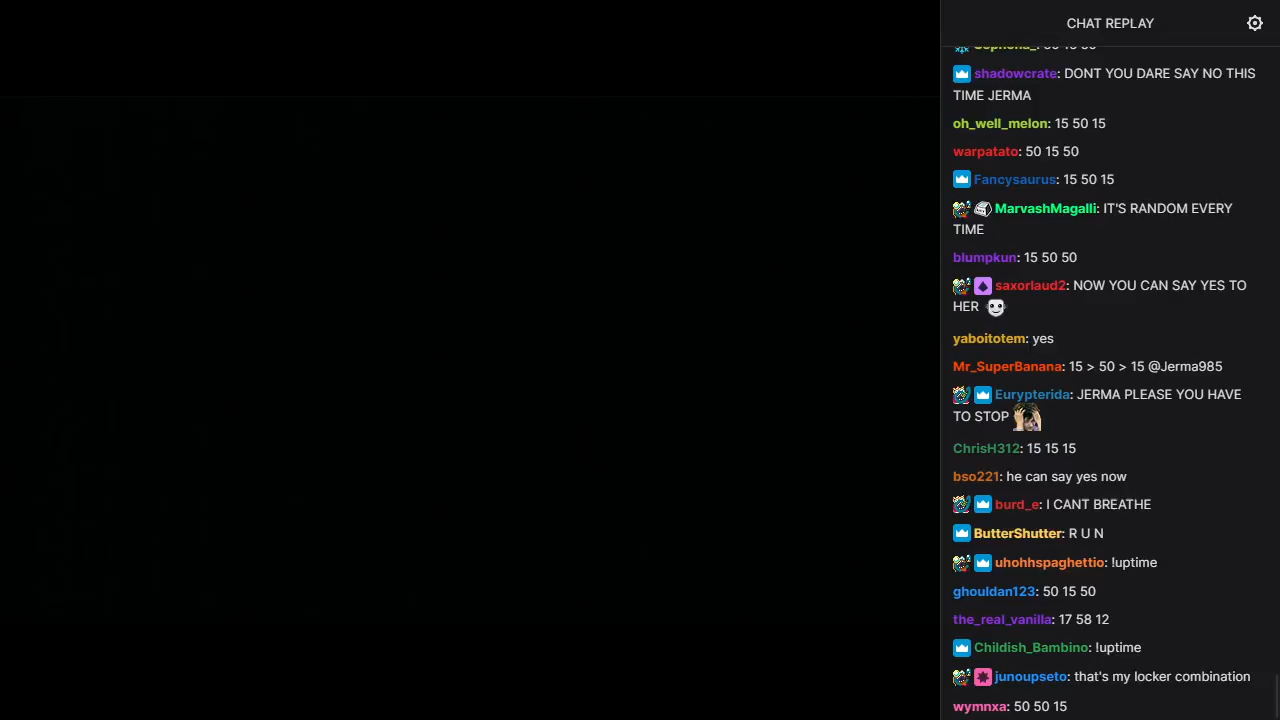 CHAT REPLAY
shadowcrate: DONT YOU DARE SAY NO THIS
TIME JERMA
oh_well_melon: 15 50 15
warpatato: 50 15 50
Fancysaurus: 15 50 15
MarvashMagalli: IT'S RANDOM EVERY
TIME
blumpkun: 15 50 50
saxorlaud2: NOW YOU CAN SAY YES TO
HER
yaboitotem: yes
Mr_SuperBanana: 15 > 50 > 15 @Jerma985
Eurypterida: JERMA PLEASE YOU HAVE
TO STOP
ChrisH312: 15 15 15
bso221: he can say yes now
burd_e: I CANT BREATHE
ButterShutter: R U N
uhohhspaghettio: !uptime
ghouldan123: 50 15 50
the_real_vanilla: 17 58 12
Childish_Bambino: !uptime
junoupseto: that's my locker combination
wymnxa: 50 50 15